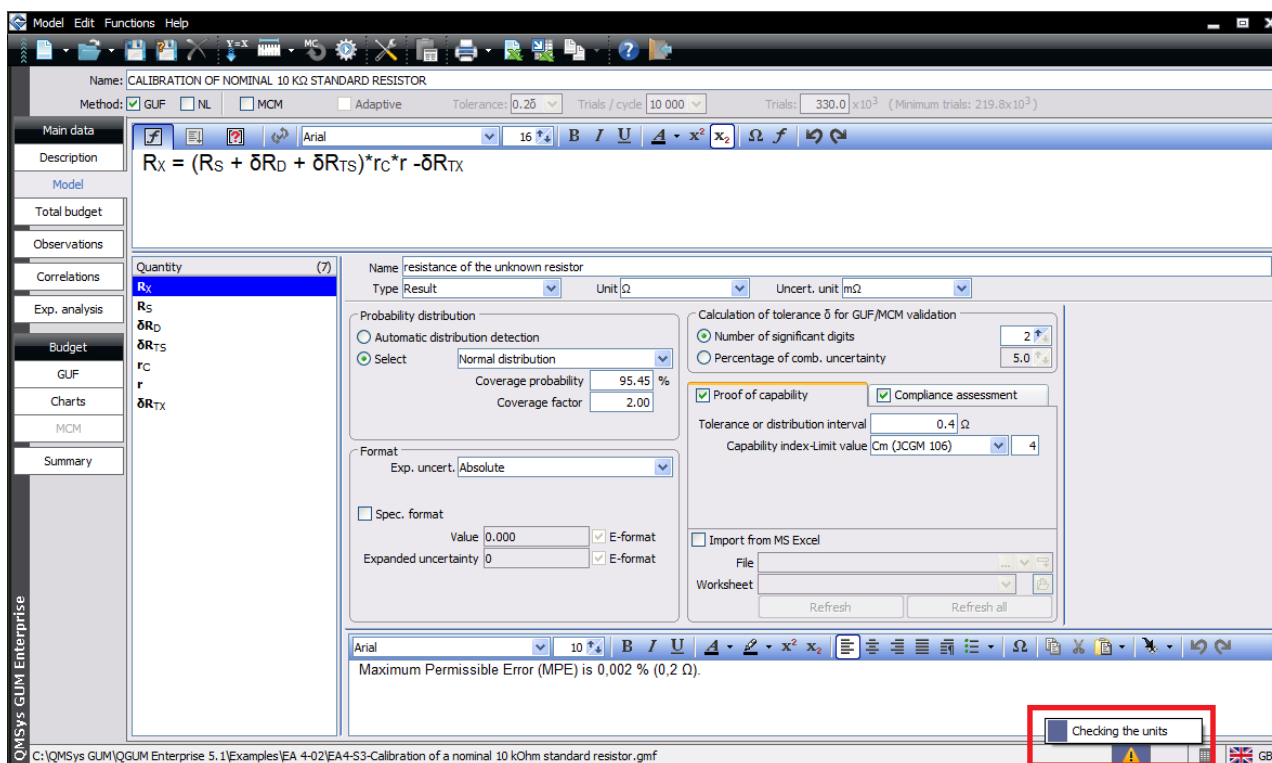 Model Edit Functions Help
Y=X MC
Name: CALIBRATION OF NOMINAL 10 KΩ STANDARD RESISTOR
Method: GUF NL MCM Adaptive Tolerance: 0.2δ Trials / cycle 10 000 Trials: 330.0 x10³ (Minimum trials: 219.8x10³)
Main data
Description
Model
Total budget
Observations
Correlations
Exp. analysis
Budget
GUF
Charts
MCM
Summary
QMSys GUM Enterprise
f Arial 16 B I U A x² x₂ Ω f
RX = (RS + δRD + δRTS)*rC*r -δRTX
Quantity (7)
RX
RS
δRD
δRTS
rC
r
δRTX
Name resistance of the unknown resistor
Type Result Unit Ω Uncert. unit mΩ
Probability distribution
Automatic distribution detection
Select Normal distribution
Coverage probability 95.45 %
Coverage factor 2.00
Format
Exp. uncert. Absolute
Spec. format
Value 0.000 E-format
Expanded uncertainty 0 E-format
Calculation of tolerance δ for GUF/MCM validation
Number of significant digits 2
Percentage of comb. uncertainty 5.0
Proof of capability Compliance assessment
Tolerance or distribution interval 0.4 Ω
Capability index-Limit value Cm (JCGM 106) 4
Import from MS Excel
File ...
Worksheet
Refresh Refresh all
Arial 10 B I U A x² x₂ Ω
Maximum Permissible Error (MPE) is 0,002 % (0,2 Ω).
Checking the units
C:\QMSys GUM\QGUM Enterprise 5.1\Examples\EA 4-02\EA4-S3-Calibration of a nominal 10 kOhm standard resistor.gmf GB